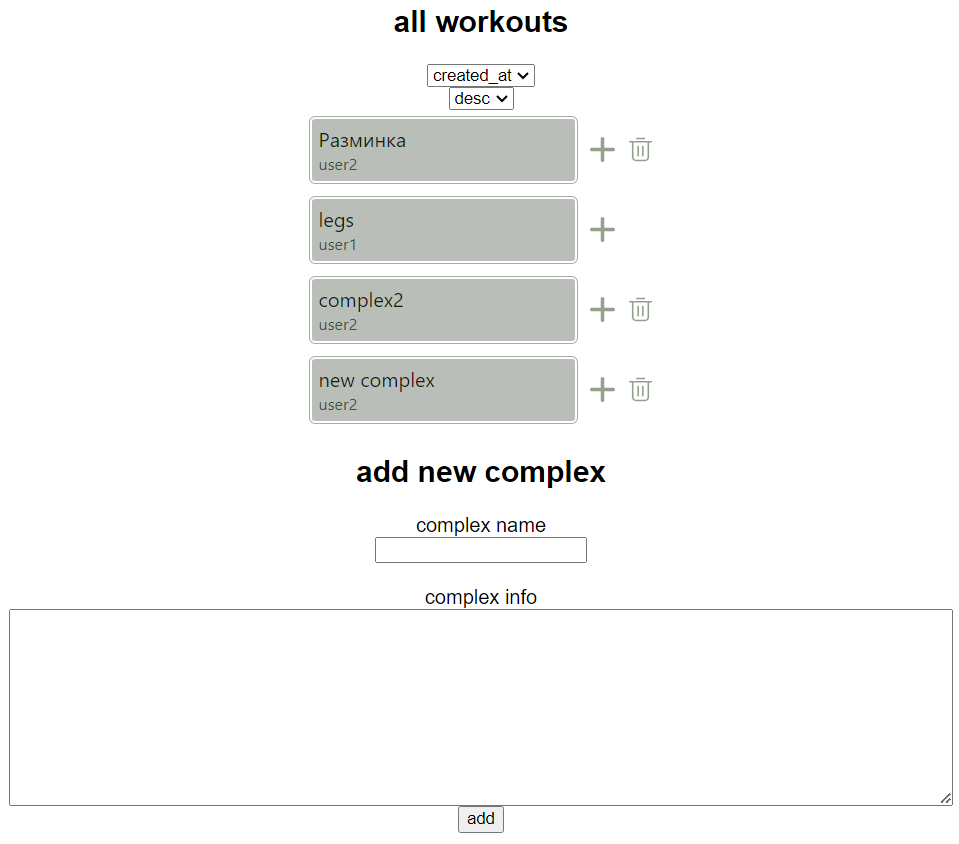 all workouts
created_at
desc
Разминка
user2
legs
user1
complex2
user2
new complex
user2
add new complex
complex name
complex info
add